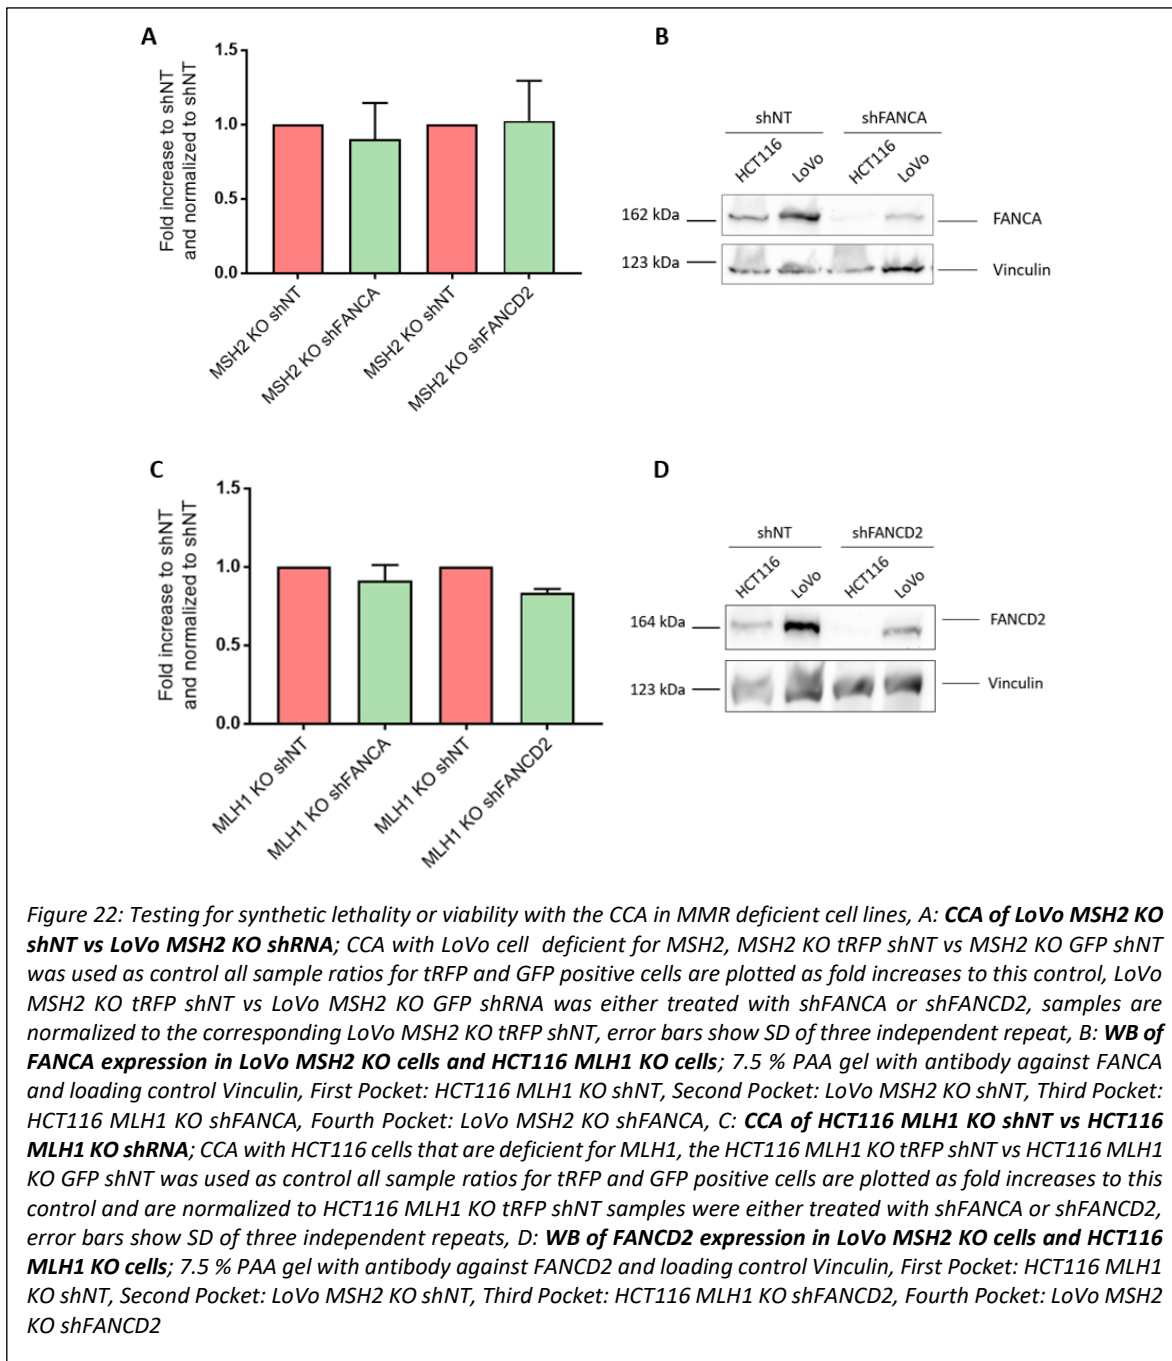 A
Fold increase to shNT
and normalized to shNT
1.5
1.0
0.5
0.0
MSH2 KO shNT
MSH2 KO shFANCA
MSH2 KO shNT
MSH2 KO shFANCD2
B
shNT
shFANCA
HCT116
LoVo
HCT116
LoVo
162 kDa
FANCA
123 kDa
Vinculin
C
Fold increase to shNT
and normalized to shNT
1.5
1.0
0.5
0.0
MLH1 KO shNT
MLH1 KO shFANCA
MLH1 KO shNT
MLH1 KO shFANCD2
D
shNT
shFANCD2
HCT116
LoVo
HCT116
LoVo
164 kDa
FANCD2
123 kDa
Vinculin
Figure 22: Testing for synthetic lethality or viability with the CCA in MMR deficient cell lines, A: CCA of LoVo MSH2 KO
shNT vs LoVo MSH2 KO shRNA; CCA with LoVo cell deficient for MSH2, MSH2 KO tRFP shNT vs MSH2 KO GFP shNT
was used as control all sample ratios for tRFP and GFP positive cells are plotted as fold increases to this control, LoVo
MSH2 KO tRFP shNT vs LoVo MSH2 KO GFP shRNA was either treated with shFANCA or shFANCD2, samples are
normalized to the corresponding LoVo MSH2 KO tRFP shNT, error bars show SD of three independent repeat, B: WB of
FANCA expression in LoVo MSH2 KO cells and HCT116 MLH1 KO cells; 7.5 % PAA gel with antibody against FANCA
and loading control Vinculin, First Pocket: HCT116 MLH1 KO shNT, Second Pocket: LoVo MSH2 KO shNT, Third Pocket:
HCT116 MLH1 KO shFANCA, Fourth Pocket: LoVo MSH2 KO shFANCA, C: CCA of HCT116 MLH1 KO shNT vs HCT116
MLH1 KO shRNA; CCA with HCT116 cells that are deficient for MLH1, the HCT116 MLH1 KO tRFP shNT vs HCT116 MLH1
KO GFP shNT was used as control all sample ratios for tRFP and GFP positive cells are plotted as fold increases to this
control and are normalized to HCT116 MLH1 KO tRFP shNT samples were either treated with shFANCA or shFANCD2,
error bars show SD of three independent repeats, D: WB of FANCD2 expression in LoVo MSH2 KO cells and HCT116
MLH1 KO cells; 7.5 % PAA gel with antibody against FANCD2 and loading control Vinculin, First Pocket: HCT116 MLH1
KO shNT, Second Pocket: LoVo MSH2 KO shNT, Third Pocket: HCT116 MLH1 KO shFANCD2, Fourth Pocket: LoVo MSH2
KO shFANCD2